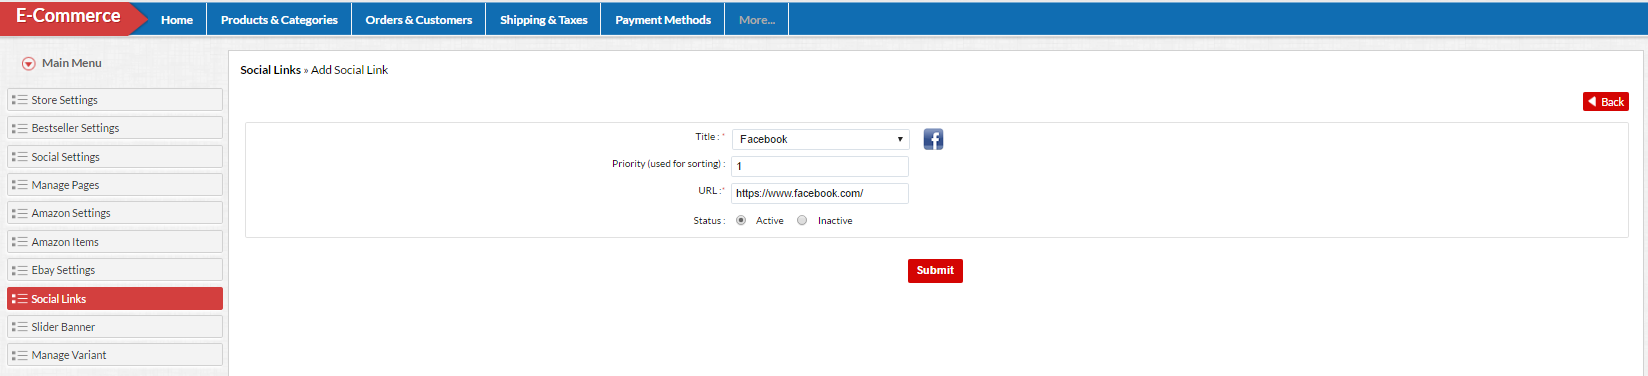 E-Commerce
Home
Products & Categories
Orders & Customers
Shipping & Taxes
Payment Methods
More...
Main Menu
Store Settings
Bestseller Settings
Social Settings
Manage Pages
Amazon Settings
Amazon Items
Ebay Settings
Social Links
Slider Banner
Manage Variant
Social Links » Add Social Link
Back
Title : * Facebook
Priority (used for sorting) : 1
URL :* https://www.facebook.com/
Status : Active Inactive
Submit